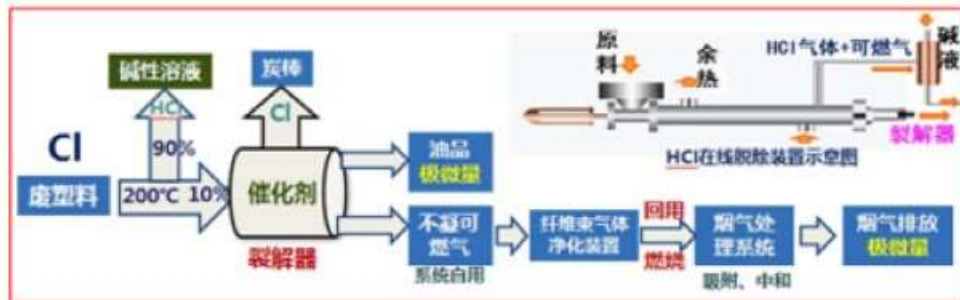 碱性溶液
炭棒
HCl
Cl
Cl
90%
废塑料
200℃
10%
催化剂
裂解器
油品
极微量
不凝可
燃气
系统自用
纤维束气体
净化装置
回用
燃烧
烟气处
理系统
吸附、中和
烟气排放
极微量
原料
余热
HCl气体+可燃气
碱液
裂解器
HCl在线脱除装置示意图